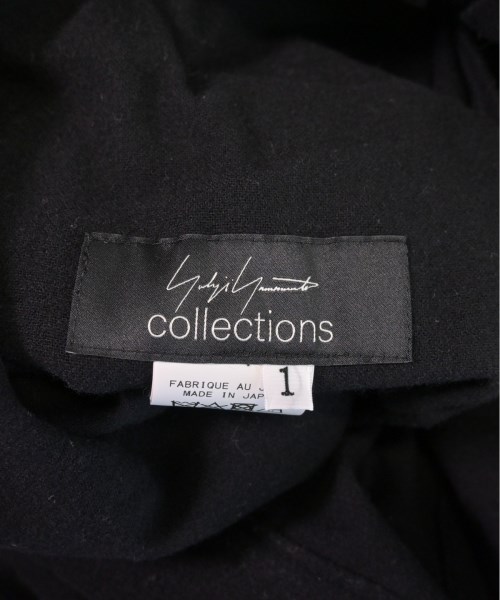 Yohji Yamamoto
collections
1
FABRIQUE AU J
MADE IN JAP